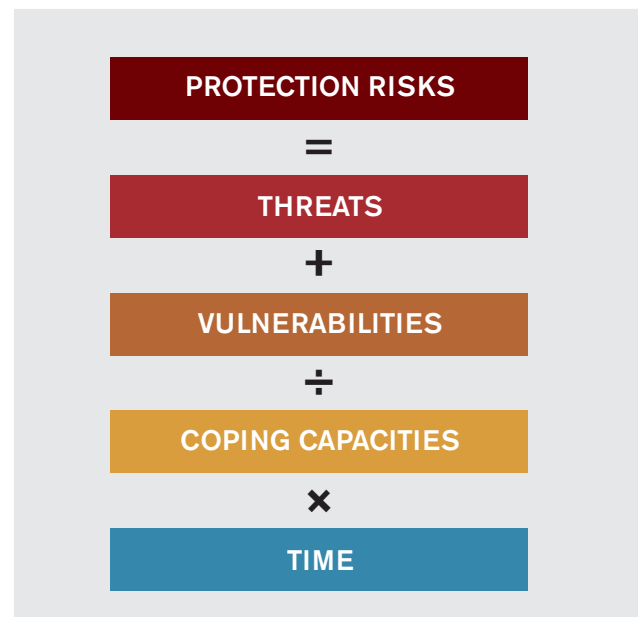 PROTECTION RISKS
=
THREATS
+
VULNERABILITIES
÷
COPING CAPACITIES
×
TIME